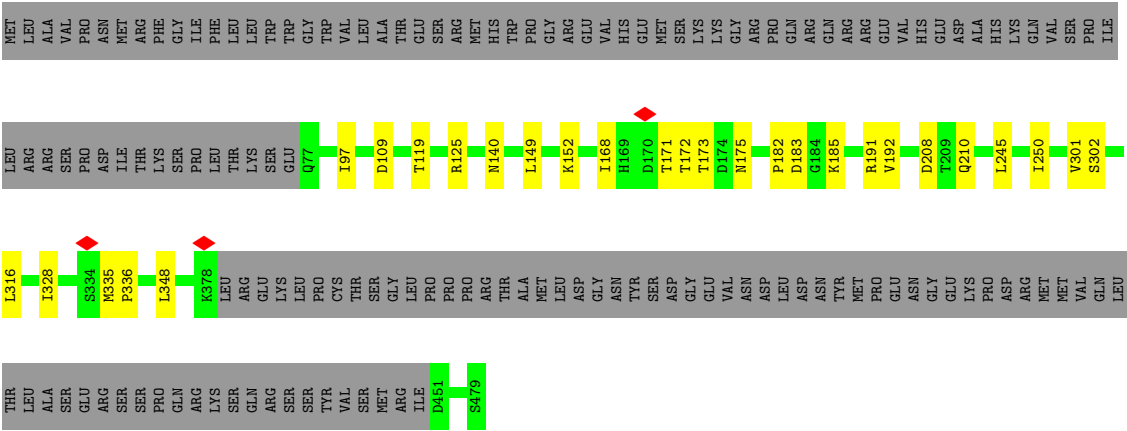 MET LEU ALA VAL PRO ASN MET ARG PHE GLY ILE PHE LEU LEU TRP TRP GLY TRP VAL LEU ALA THR GLU SER ARG MET HIS TRP PRO GLY ARG GLU VAL HIS GLU MET SER LYS LYS GLY ARG PRO GLN ARG GLN ARG ARG GLU VAL HIS GLU ASP ALA HIS LYS GLN VAL SER PRO ILE
LEU ARG ARG SER PRO ASP ILE THR LYS SER PRO LEU THR LYS SER GLU Q77 I97 D109 T119 R125 N140 L149 K152 I168 H169 D170 T171 T172 T173 D174 N175 P182 D183 G184 K185 R191 V192 D208 T209 Q210 L245 I250 V301 S302
L316 I328 S334 M335 P336 L348 K378 LEU ARG GLU LYS LEU PRO CYS THR SER GLY LEU PRO PRO PRO ARG THR ALA MET LEU ASP GLY ASN TYR SER ASP GLY GLU VAL ASN ASP LEU ASP ASN TYR MET PRO GLU ASN GLY GLU LYS PRO ASP ARG MET MET VAL GLN LEU
THR LEU ALA SER GLU ARG SER SER PRO GLN ARG LYS SER GLN ARG SER SER TYR VAL SER MET ARG ILE D451 S479